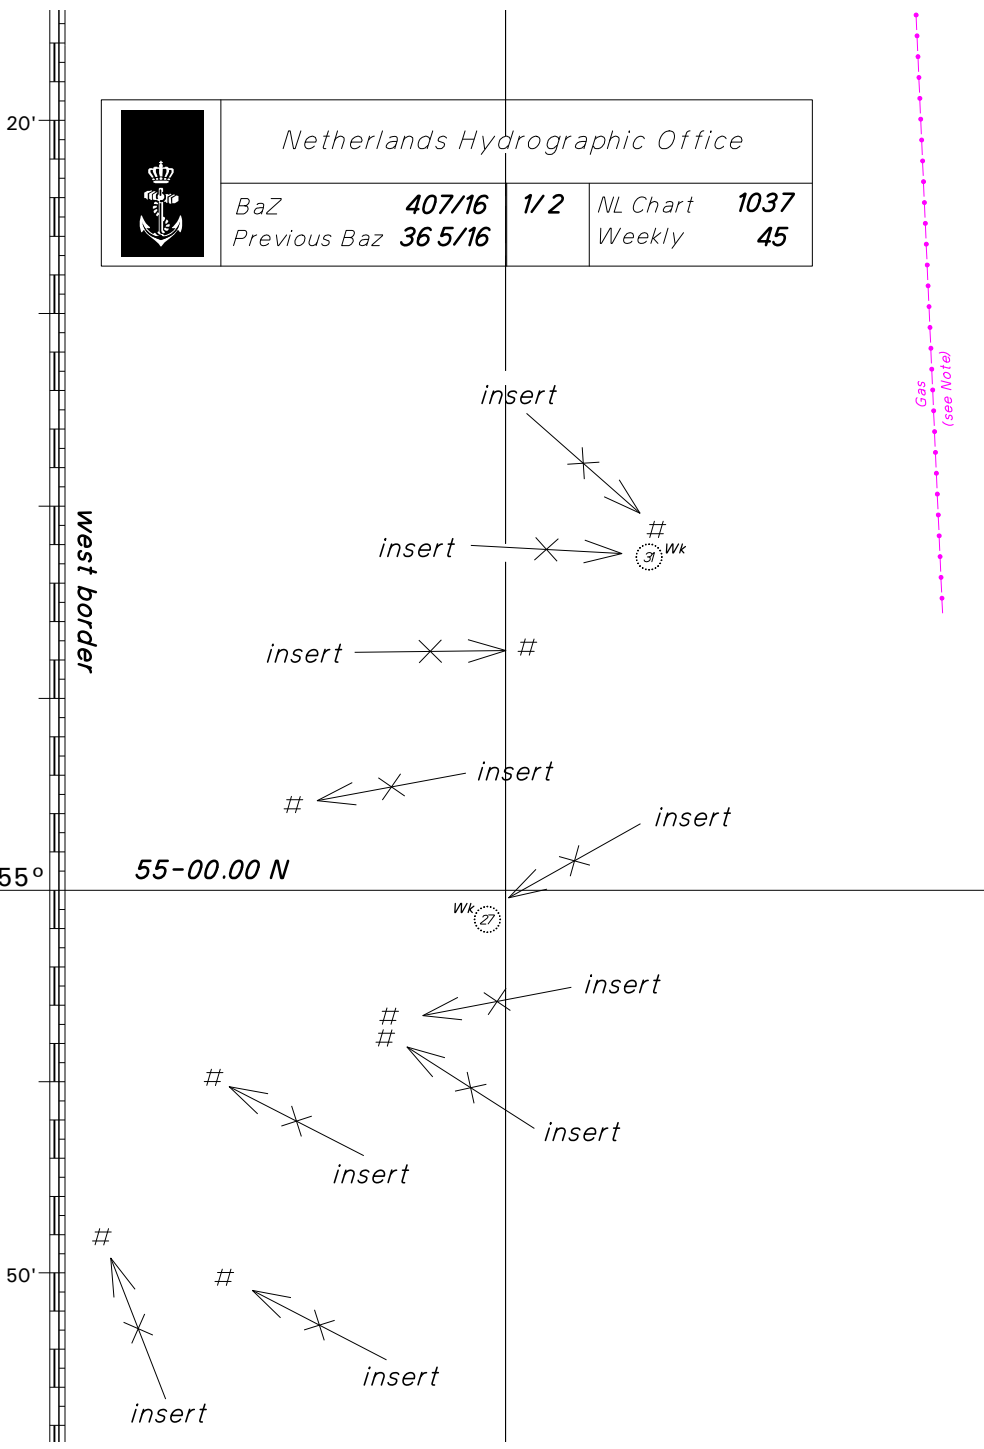 20'
Netherlands Hydrographic Office
BaZ 407/16 1/2 NL Chart 1037
Previous Baz 36 5/16 Weekly 45
Gas
(see Note)
insert
west border
#
insert 31 Wk
insert #
insert
#
insert
55° 55-00.00 N
Wk 27
insert
#
#
#
insert
insert
#
50' #
insert
insert